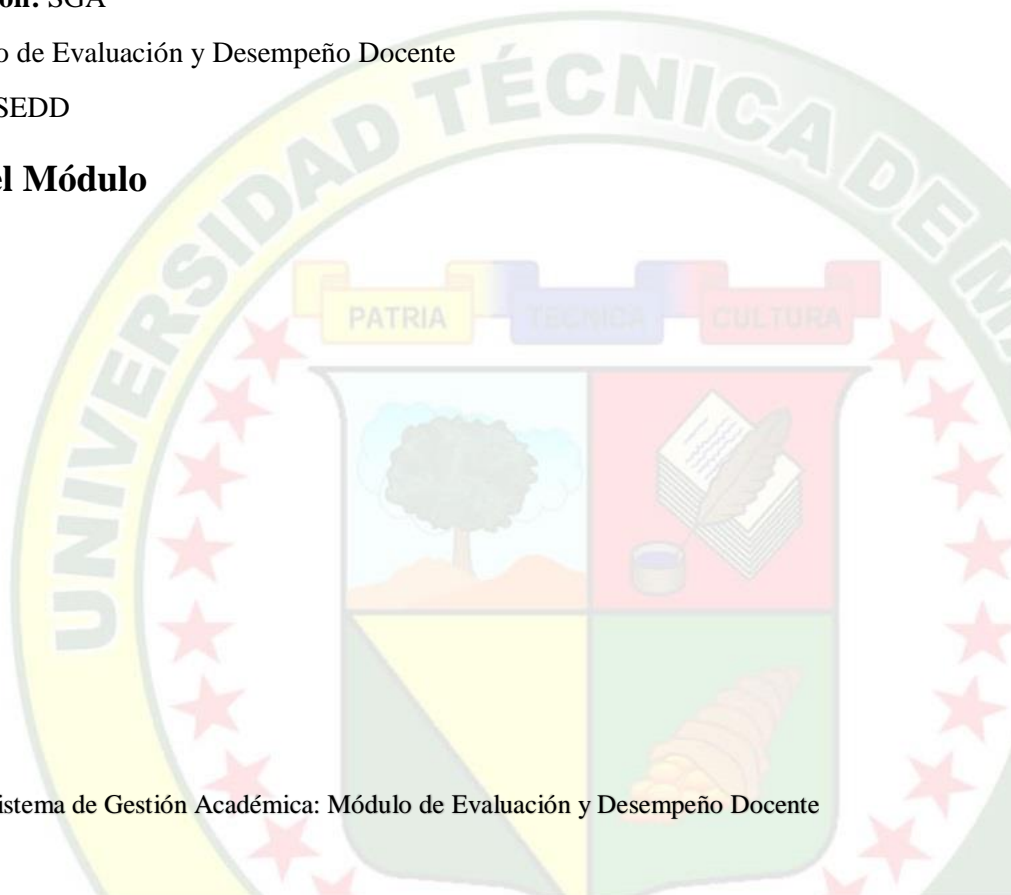 ón: SGA
o de Evaluación y Desempeño Docente
SEDD
el Módulo
UNIVERSIDAD TÉCNICA DE MA
PATRIA TECNICA CULTURA
istema de Gestión Académica: Módulo de Evaluación y Desempeño Docente